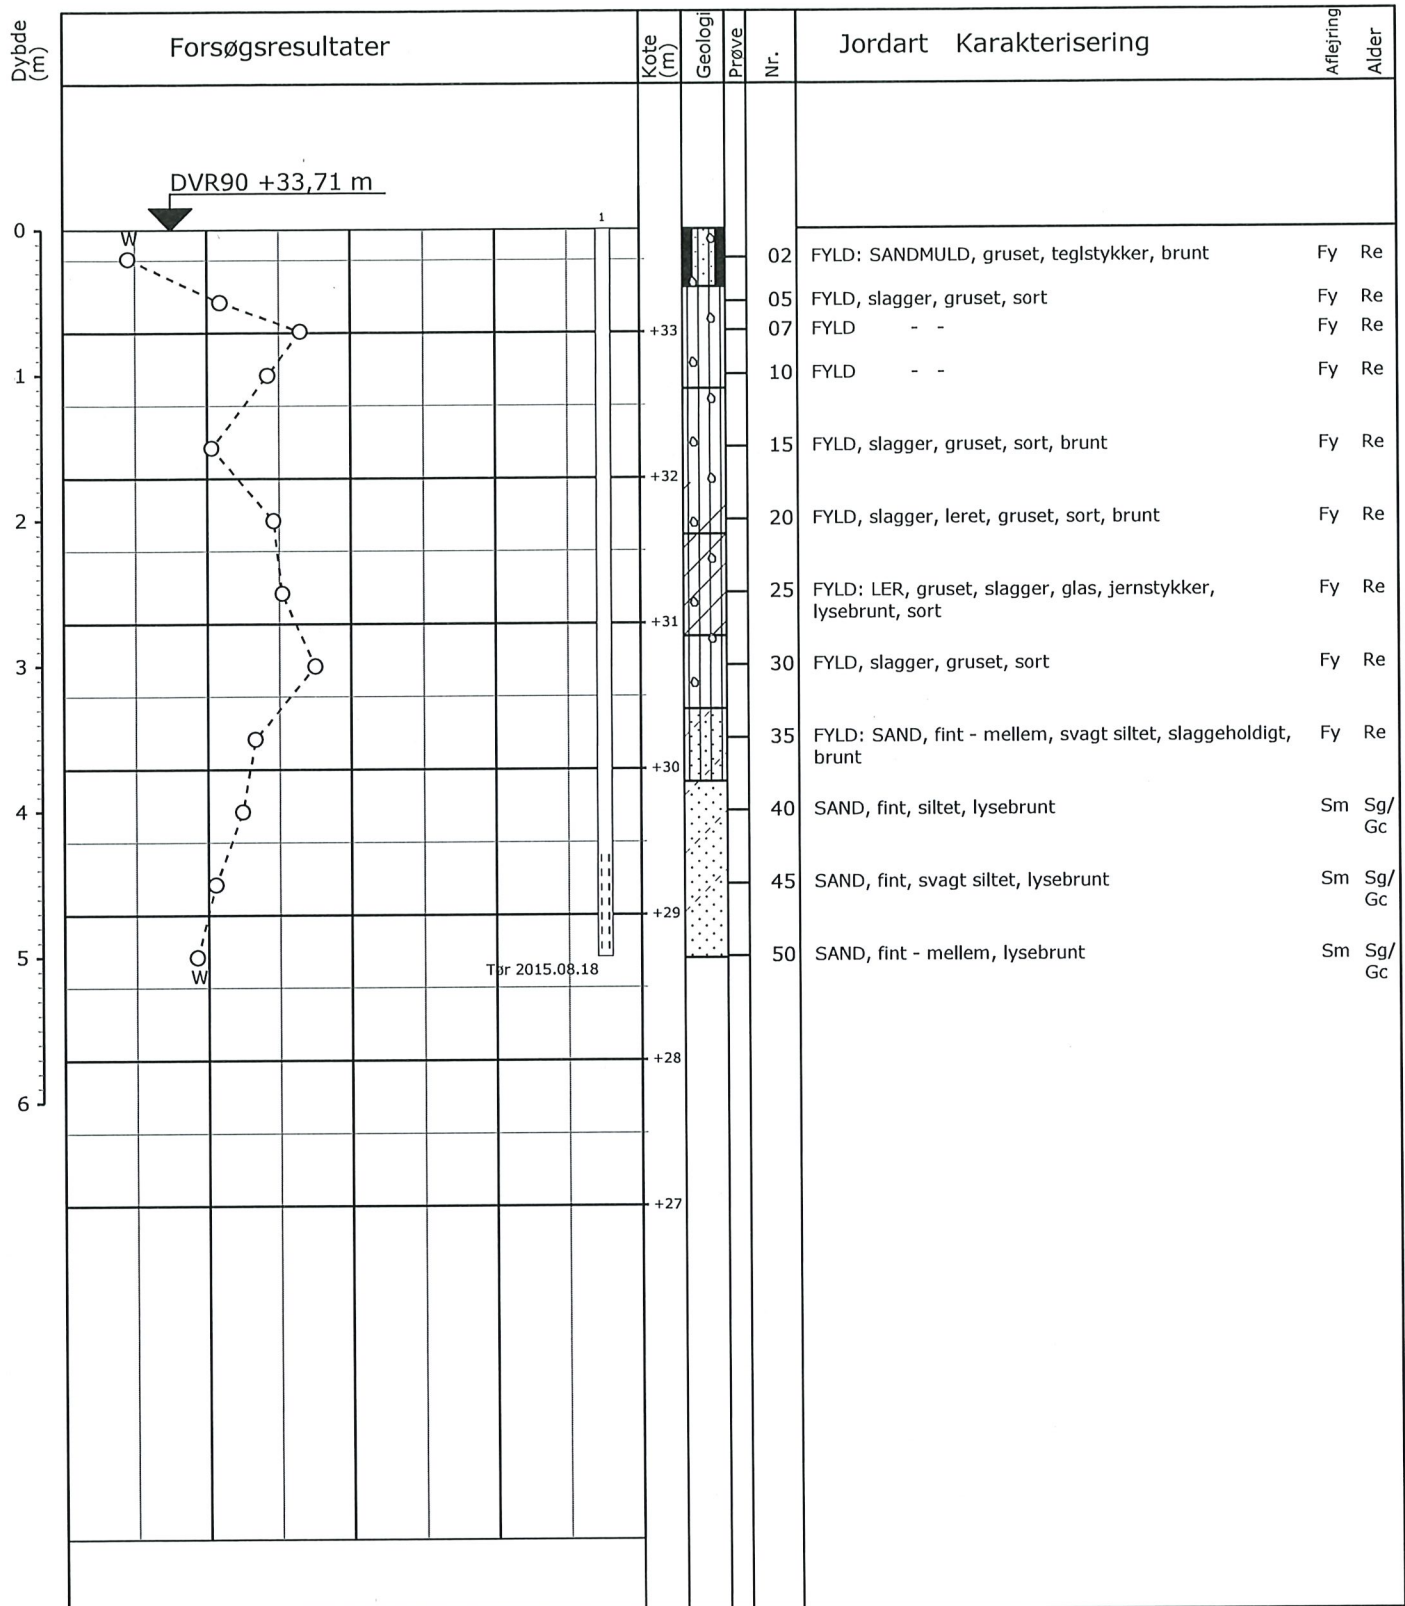 Dybde
(m)
Forsøgsresultater
Kote
(m)
Geologi
Prøve
Nr.
Jordart Karakterisering
Aflejring
Alder
DVR90 +33,71 m
1
0
W
02 FYLD: SANDMULD, gruset, teglstykker, brunt Fy Re
05 FYLD, slagger, gruset, sort Fy Re
+33 07 FYLD - - Fy Re
1 10 FYLD - - Fy Re
15 FYLD, slagger, gruset, sort, brunt Fy Re
+32
2 20 FYLD, slagger, leret, gruset, sort, brunt Fy Re
25 FYLD: LER, gruset, slagger, glas, jernstykker, Fy Re
lysebrunt, sort
+31
3 30 FYLD, slagger, gruset, sort Fy Re
35 FYLD: SAND, fint - mellem, svagt siltet, slaggeholdigt, Fy Re
brunt
+30
4 40 SAND, fint, siltet, lysebrunt Sm Sg/
Gc
45 SAND, fint, svagt siltet, lysebrunt Sm Sg/
Gc
+29
5 50 SAND, fint - mellem, lysebrunt Sm Sg/
Gc
W Tør 2015.08.18
+28
6
+27